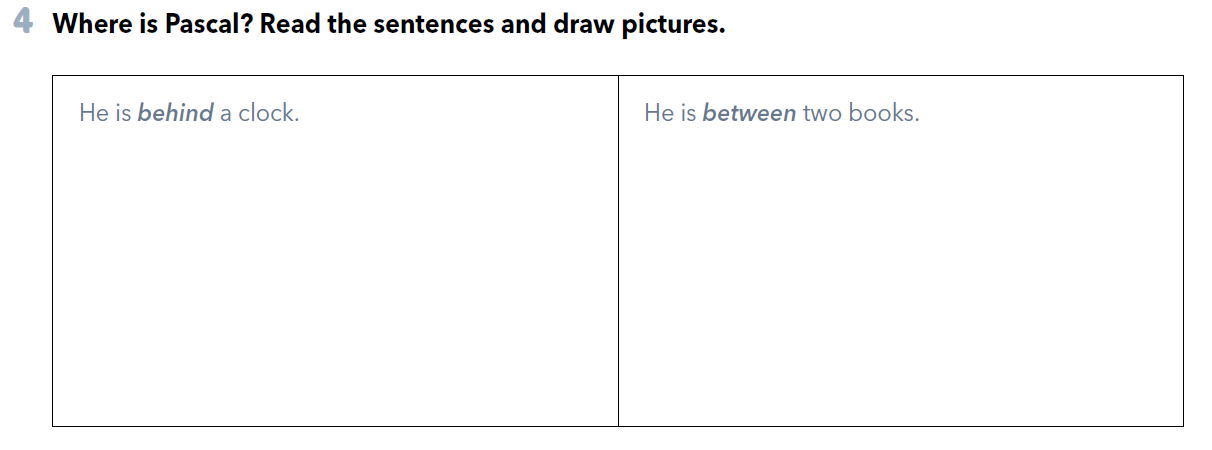 4 Where is Pascal? Read the sentences and draw pictures.
He is behind a clock.
He is between two books.